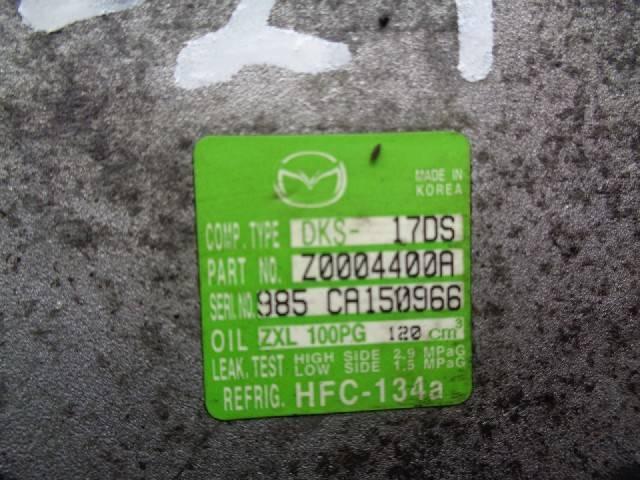 MADE IN
KOREA
COMP. TYPE DKS- 17DS
PART NO. Z0004400A
SERI.NO. 985 CA150966
OIL ZXL 100PG 120 cm³
LEAK. TEST HIGH SIDE 2.9 MPaG
LOW SIDE 1.5 MPaG
REFRIG. HFC-134a